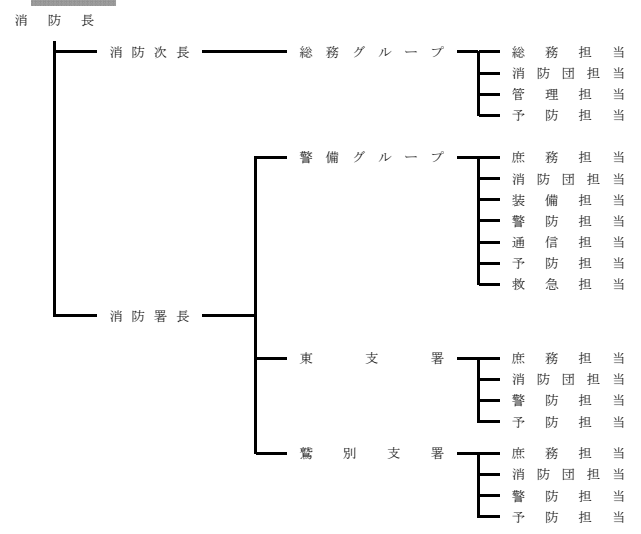 消防長
消防次長 総務グループ 総務担当
消防団担当
管理担当
予防担当
警備グループ 庶務担当
消防団担当
装備担当
警防担当
通信担当
予防担当
救急担当
消防署長
東支署 庶務担当
消防団担当
警防担当
予防担当
鷲別支署 庶務担当
消防団担当
警防担当
予防担当